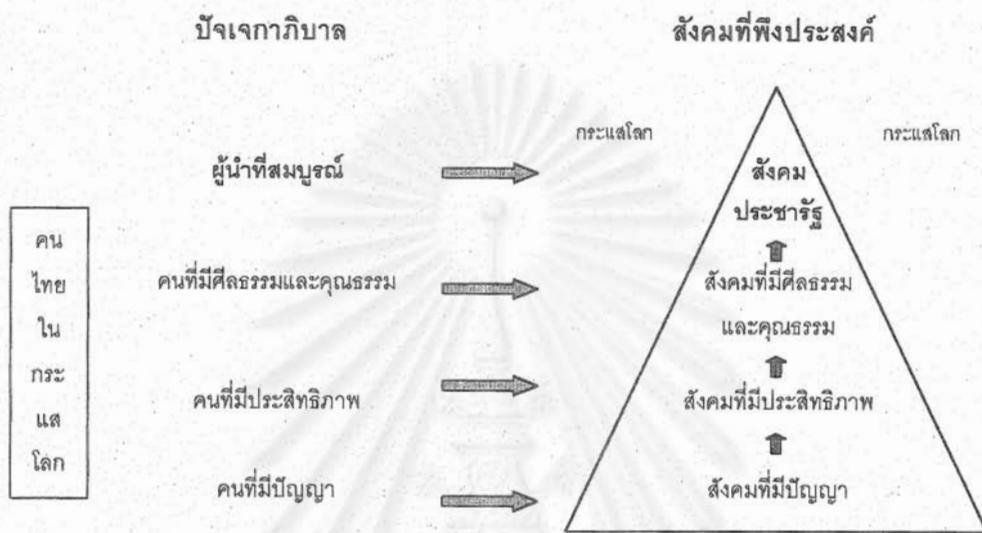 ปัจเจกาภิบาล
สังคมที่พึงประสงค์
กระแสโลก
กระแสโลก
ผู้นำที่สมบูรณ์
สังคม
ประชารัฐ
คน
ไทย
ใน
กระ
แส
โลก
คนที่มีศีลธรรมและคุณธรรม
สังคมที่มีศีลธรรม
และคุณธรรม
คนที่มีประสิทธิภาพ
สังคมที่มีประสิทธิภาพ
คนที่มีปัญญา
สังคมที่มีปัญญา